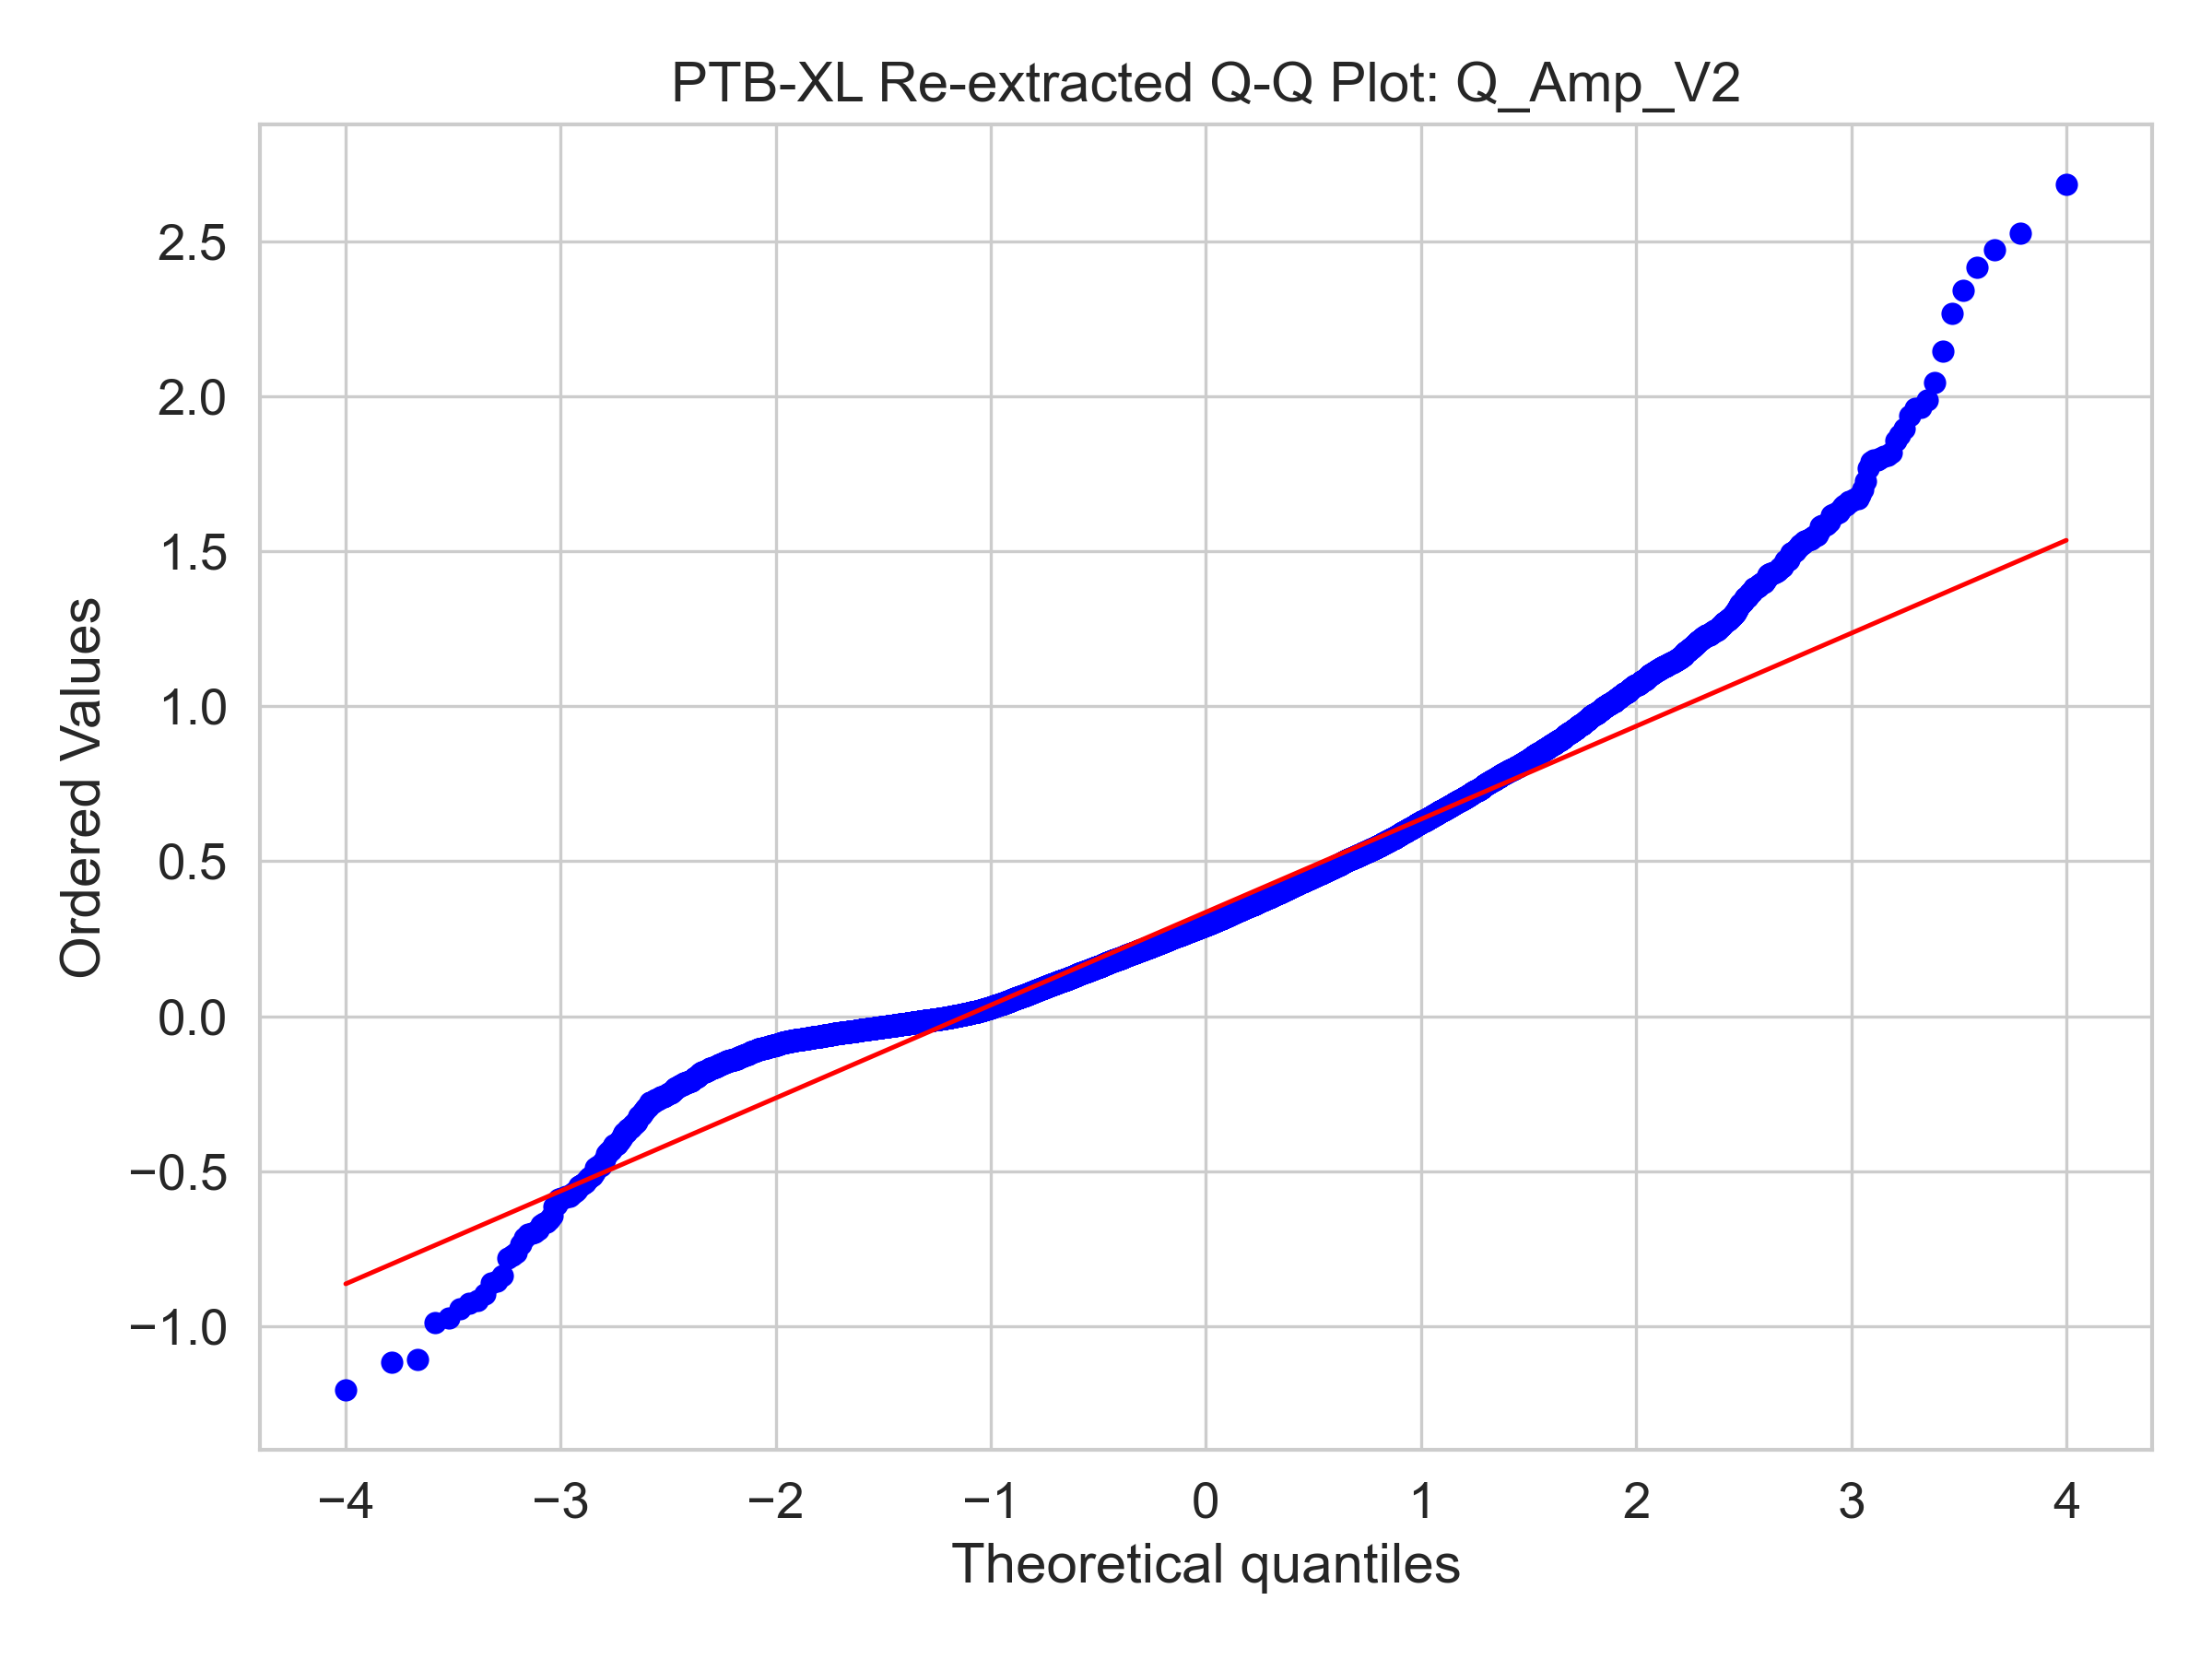 PTB-XL Re-extracted Q-Q Plot: Q_Amp_V2
Ordered Values
2.5
2.0
1.5
1.0
0.5
0.0
−0.5
−1.0
−4 −3 −2 −1 0 1 2 3 4
Theoretical quantiles